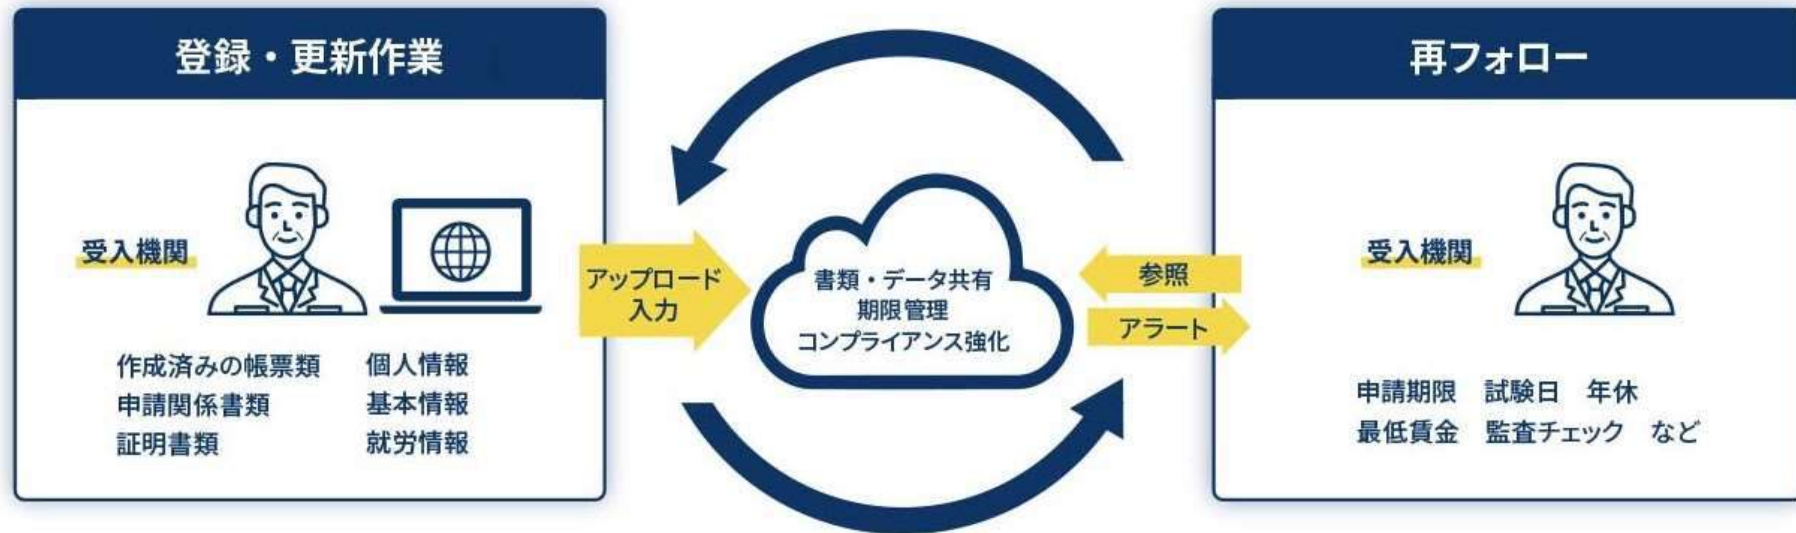 登録・更新作業
受入機関
作成済みの帳票類
申請関係書類
証明書類
個人情報
基本情報
就労情報
アップロード
入力
書類・データ共有
期限管理
コンプライアンス強化
参照
アラート
再フォロー
受入機関
申請期限 試験日 年休
最低賃金 監査チェック など